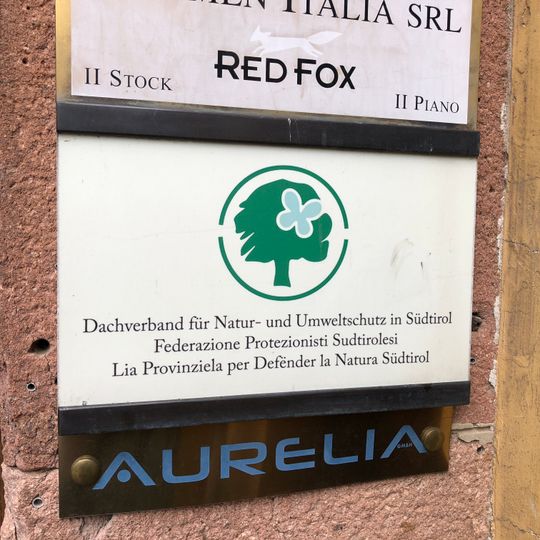 ITALIA SRL
RED FOX
II STOCK
II PIANO
Dachverband für Natur- und Umweltschutz in Südtirol
Federazione Protezionisti Sudtirolesi
Lia Provinziela per Defënder la Natura Südtirol
AURELIA GMBH